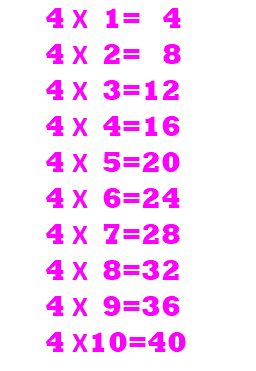 4 X 1= 4
4 X 2= 8
4 X 3=12
4 X 4=16
4 X 5=20
4 X 6=24
4 X 7=28
4 X 8=32
4 X 9=36
4 X10=40